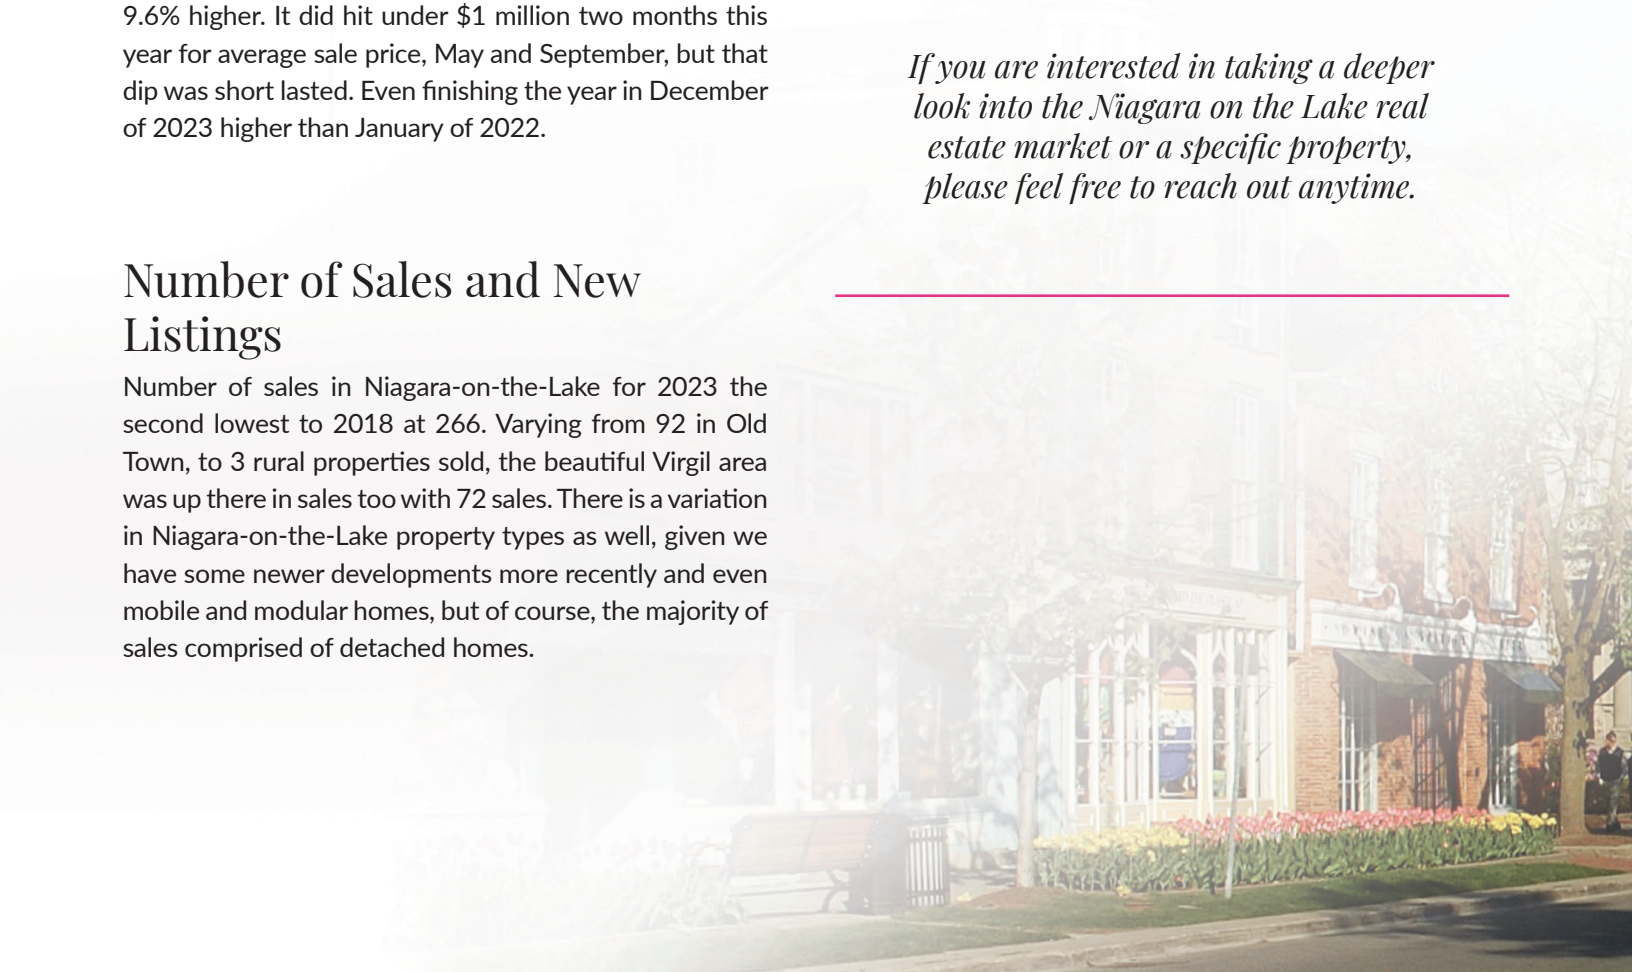 9.6% higher. It did hit under $1 million two months this
year for average sale price, May and September, but that
dip was short lasted. Even finishing the year in December
of 2023 higher than January of 2022.
Number of Sales and New
Listings
Number of sales in Niagara-on-the-Lake for 2023 the
second lowest to 2018 at 266. Varying from 92 in Old
Town, to 3 rural properties sold, the beautiful Virgil area
was up there in sales too with 72 sales. There is a variation
in Niagara-on-the-Lake property types as well, given we
have some newer developments more recently and even
mobile and modular homes, but of course, the majority of
sales comprised of detached homes.
If you are interested in taking a deeper
look into the Niagara on the Lake real
estate market or a specific property,
please feel free to reach out anytime.